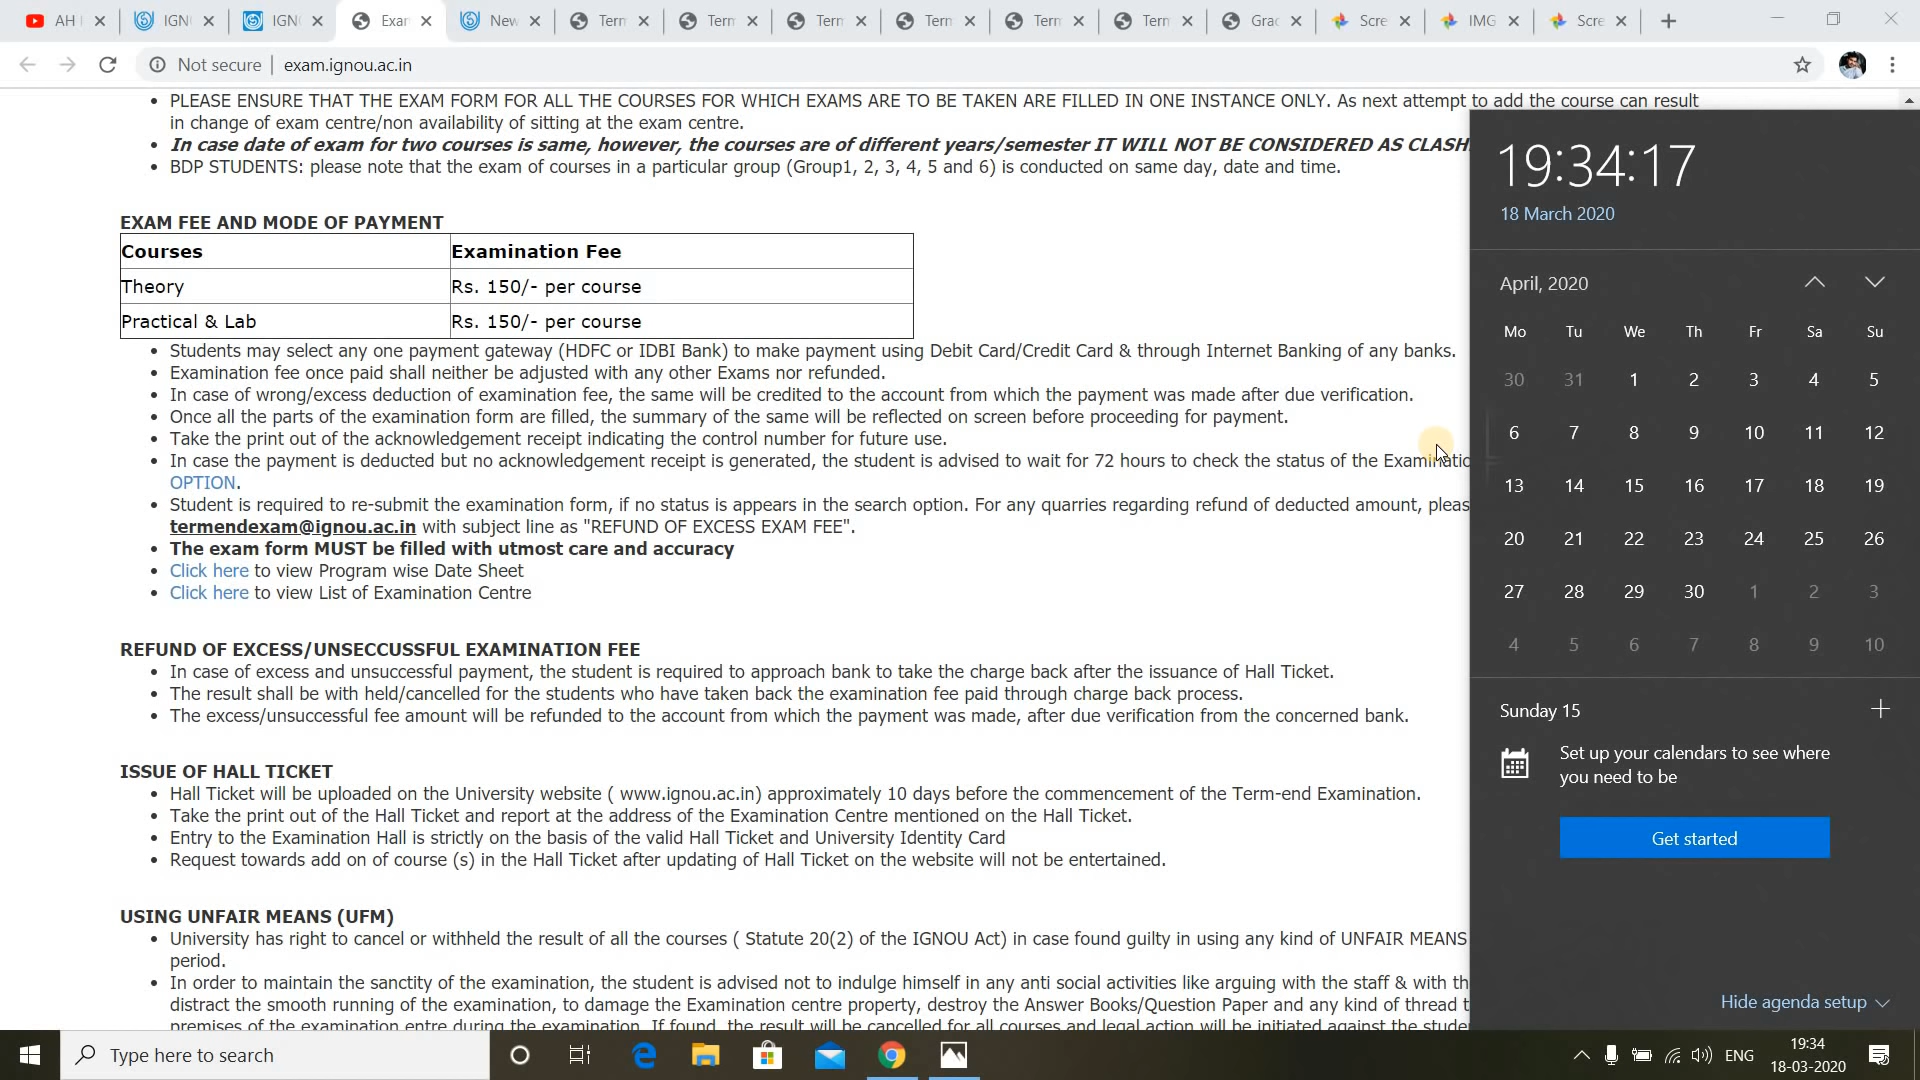 AH
IGN
IGN
Exar
New
Term
Term
Term
Term
Term
Term
Grac
Scre
IMG
Scre
Not secure
exam.ignou.ac.in
PLEASE ENSURE THAT THE EXAM FORM FOR ALL THE COURSES FOR WHICH EXAMS ARE TO BE TAKEN ARE FILLED IN ONE INSTANCE ONLY. As next attempt to add the course can result
in change of exam centre/non availability of sitting at the exam centre.
In case date of exam for two courses is same, however, the courses are of different years/semester IT WILL NOT BE CONSIDERED AS CLASH.
BDP STUDENTS: please note that the exam of courses in a particular group (Group1, 2, 3, 4, 5 and 6) is conducted on same day, date and time.
EXAM FEE AND MODE OF PAYMENT
Courses Examination Fee
Theory Rs. 150/- per course
Practical & Lab Rs. 150/- per course
Students may select any one payment gateway (HDFC or IDBI Bank) to make payment using Debit Card/Credit Card & through Internet Banking of any banks.
Examination fee once paid shall neither be adjusted with any other Exams nor refunded.
In case of wrong/excess deduction of examination fee, the same will be credited to the account from which the payment was made after due verification.
Once all the parts of the examination form are filled, the summary of the same will be reflected on screen before proceeding for payment.
Take the print out of the acknowledgement receipt indicating the control number for future use.
In case the payment is deducted but no acknowledgement receipt is generated, the student is advised to wait for 72 hours to check the status of the Examinatio
OPTION.
Student is required to re-submit the examination form, if no status is appears in the search option. For any quarries regarding refund of deducted amount, pleas
termendexam@ignou.ac.in with subject line as "REFUND OF EXCESS EXAM FEE".
The exam form MUST be filled with utmost care and accuracy
Click here to view Program wise Date Sheet
Click here to view List of Examination Centre
REFUND OF EXCESS/UNSECCUSSFUL EXAMINATION FEE
In case of excess and unsuccessful payment, the student is required to approach bank to take the charge back after the issuance of Hall Ticket.
The result shall be with held/cancelled for the students who have taken back the examination fee paid through charge back process.
The excess/unsuccessful fee amount will be refunded to the account from which the payment was made, after due verification from the concerned bank.
ISSUE OF HALL TICKET
Hall Ticket will be uploaded on the University website ( www.ignou.ac.in) approximately 10 days before the commencement of the Term-end Examination.
Take the print out of the Hall Ticket and report at the address of the Examination Centre mentioned on the Hall Ticket.
Entry to the Examination Hall is strictly on the basis of the valid Hall Ticket and University Identity Card
Request towards add on of course (s) in the Hall Ticket after updating of Hall Ticket on the website will not be entertained.
USING UNFAIR MEANS (UFM)
University has right to cancel or withheld the result of all the courses ( Statute 20(2) of the IGNOU Act) in case found guilty in using any kind of UNFAIR MEANS
period.
In order to maintain the sanctity of the examination, the student is advised not to indulge himself in any anti social activities like arguing with the staff & with th
distract the smooth running of the examination, to damage the Examination centre property, destroy the Answer Books/Question Paper and any kind of thread t
premises of the examination entre during the examination. If found, the result will be cancelled for all courses and legal action will be initiated against the stude
19:34:17
18 March 2020
April, 2020
Mo Tu We Th Fr Sa Su
30 31 1 2 3 4 5
6 7 8 9 10 11 12
13 14 15 16 17 18 19
20 21 22 23 24 25 26
27 28 29 30 1 2 3
4 5 6 7 8 9 10
Sunday 15
Set up your calendars to see where
you need to be
Get started
Hide agenda setup
Type here to search
ENG
19:34
18-03-2020